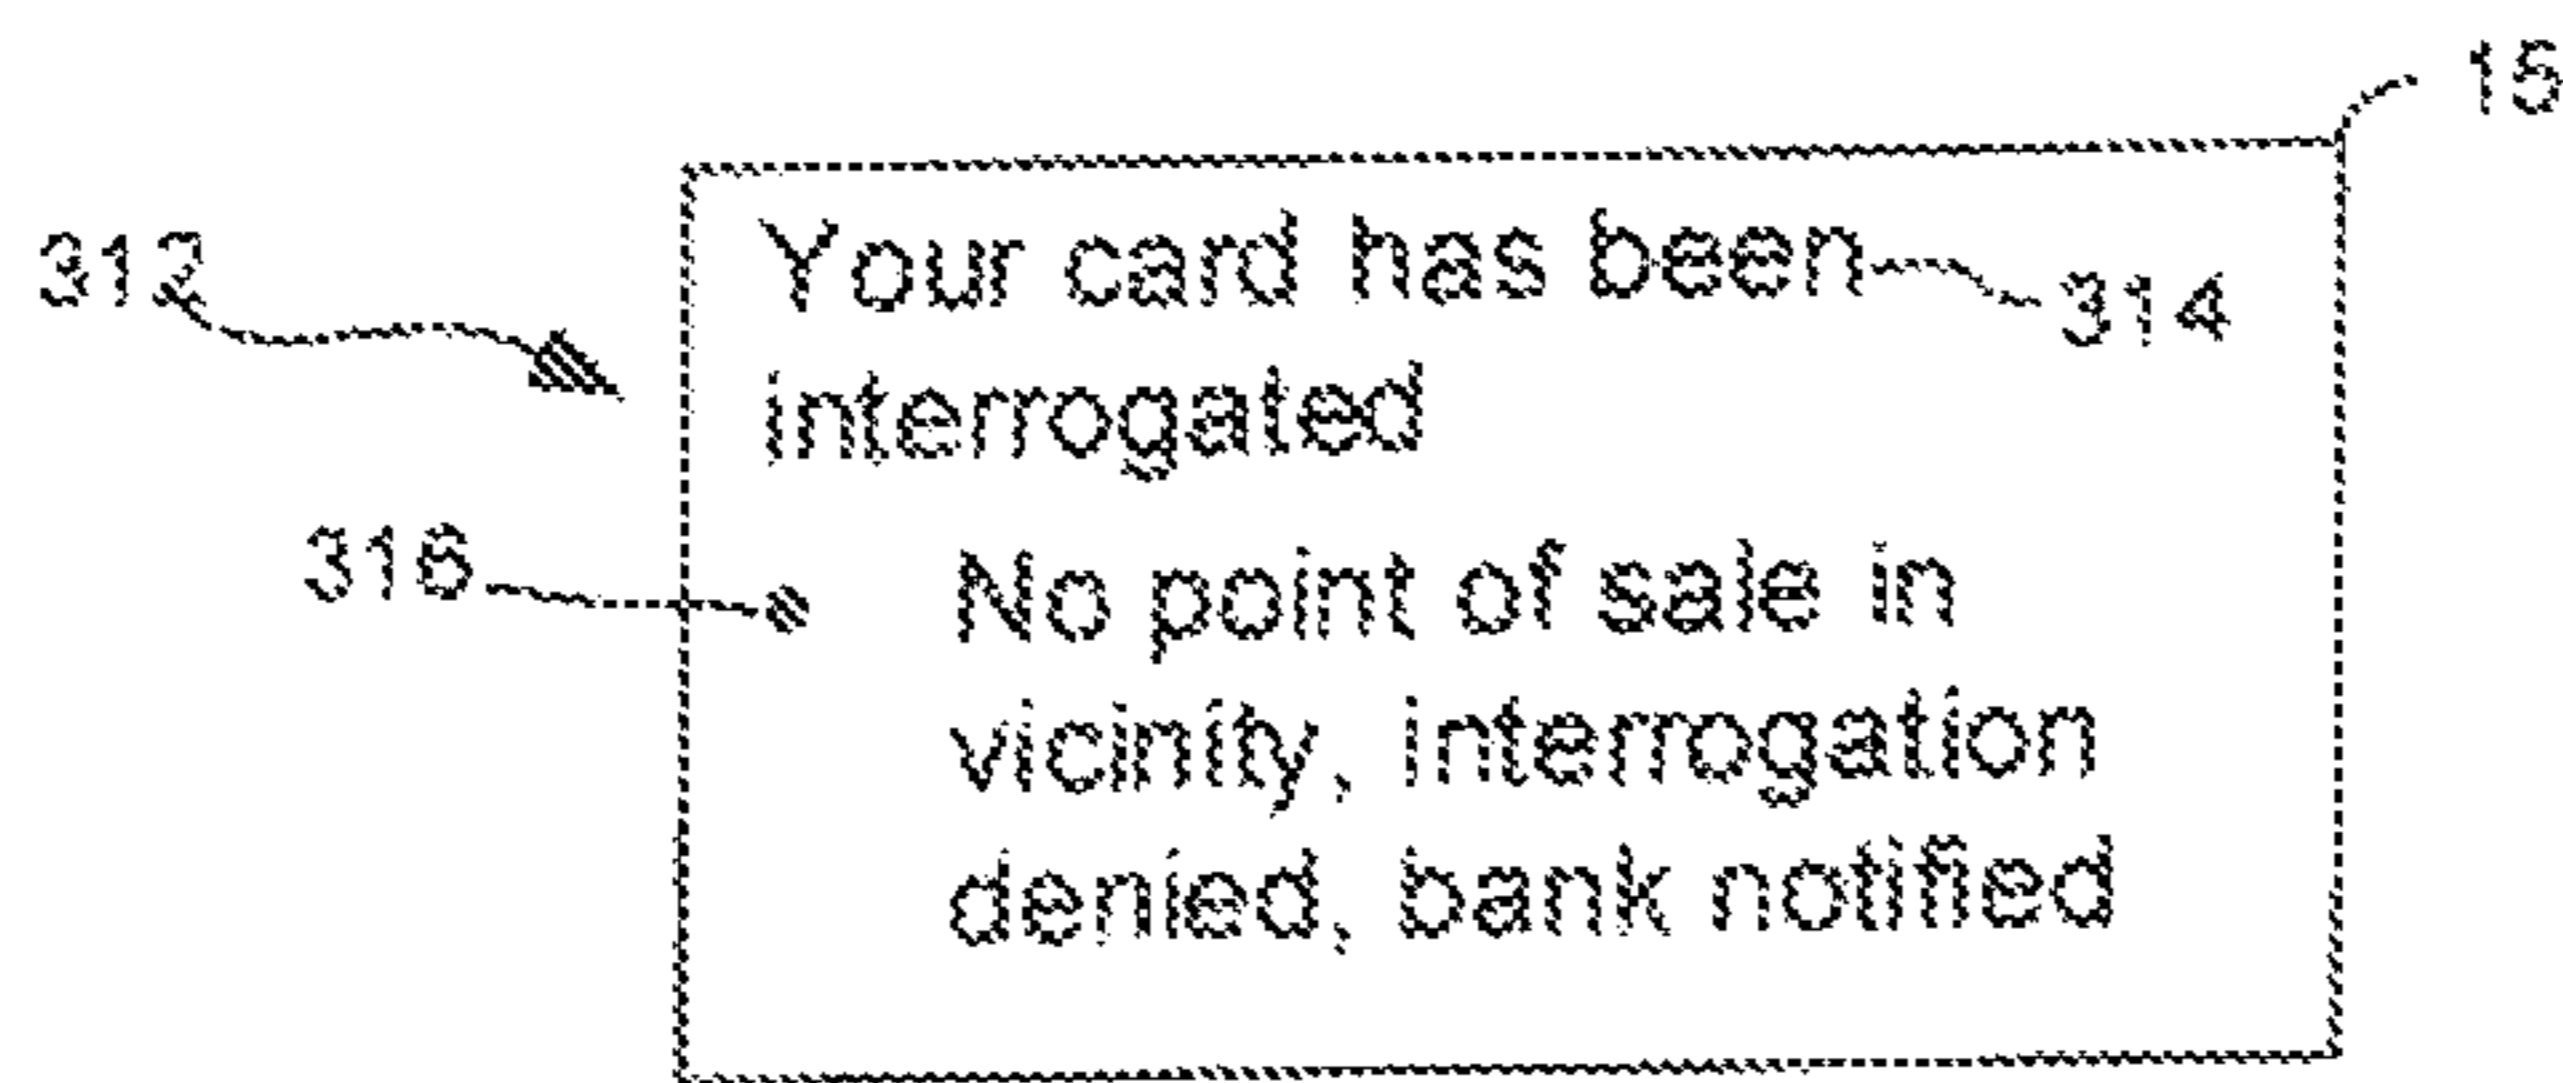 15
Your card has been
314
312
interrogated
316
No point of sale in
vicinity, interrogation
denied, bank notified